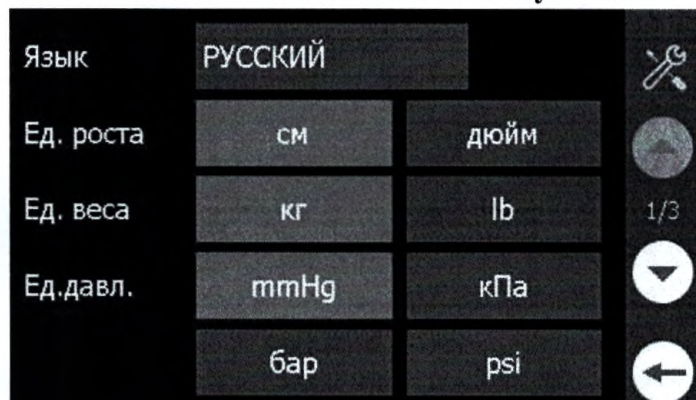 Язык РУССКИЙ
Ед. роста см дюйм
Ед. веса кг lb 1/3
Ед.давл. mmHg кПа
бар psi